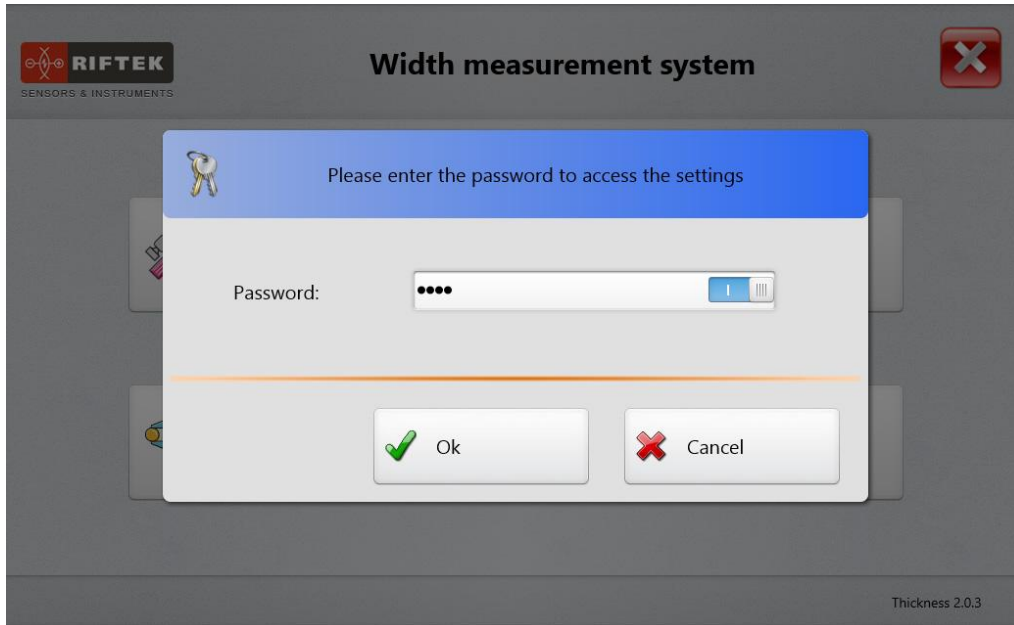 RIFTEK
SENSORS & INSTRUMENTS
Width measurement system
Please enter the password to access the settings
Password:
••••
Ok
Cancel
Thickness 2.0.3